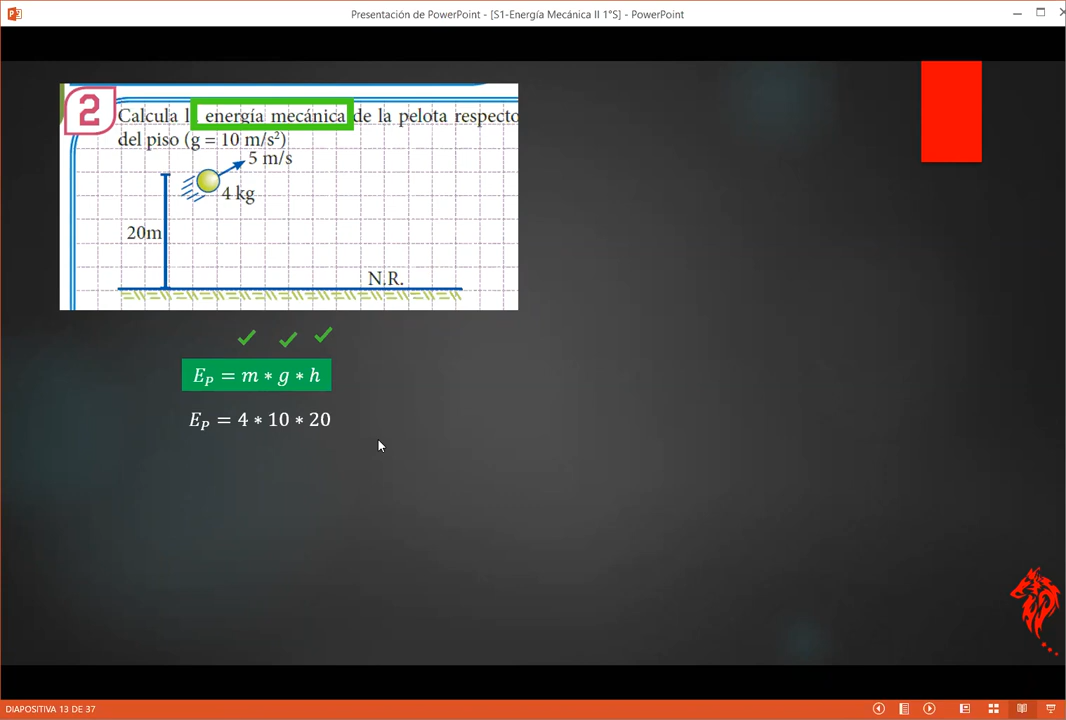 Presentación de PowerPoint - [S1-Energía Mecánica II 1°S] - PowerPoint
2
Calcula l energía mecánica de la pelota respecto
del piso (g = 10 m/s²)
5 m/s
4 kg
20m
N.R.
✓ ✓ ✓
E_P = m * g * h
E_P = 4 * 10 * 20
DIAPOSITIVA 13 DE 37